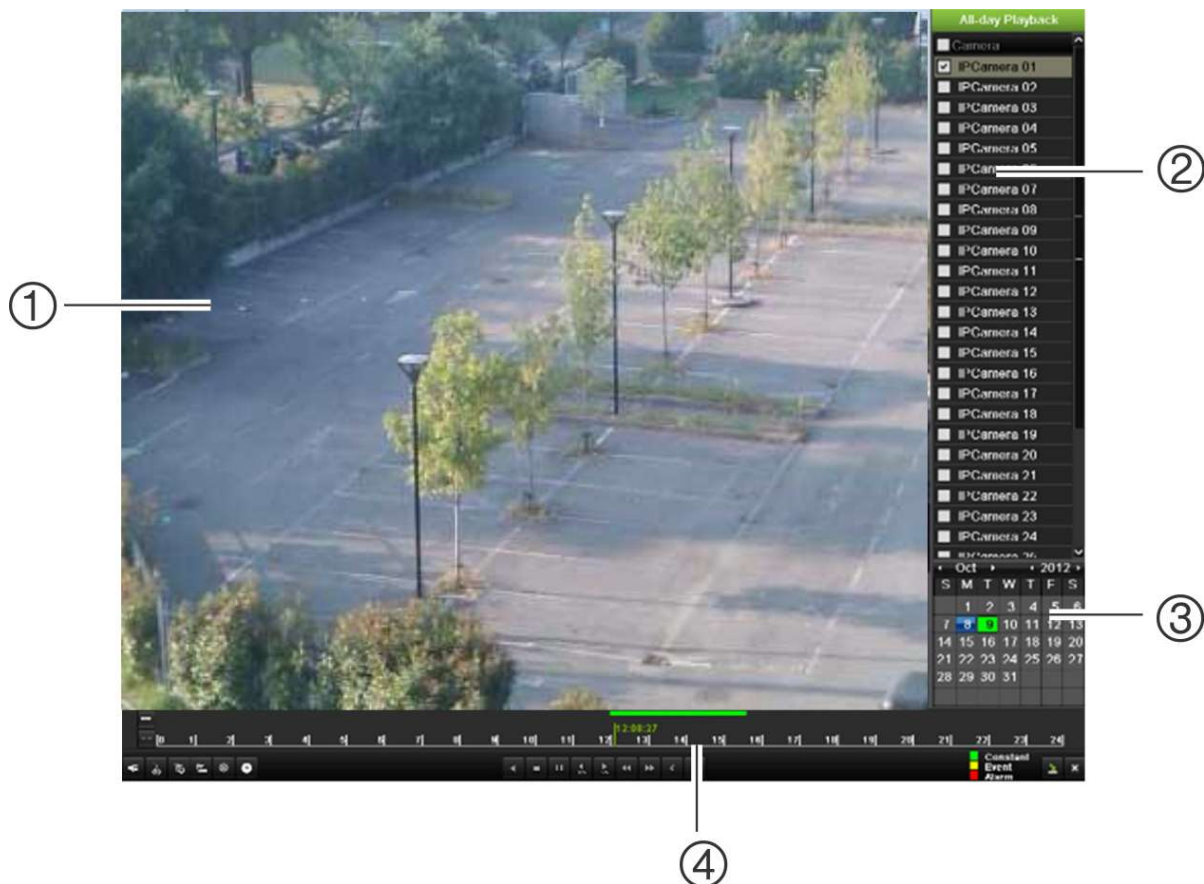 All-day Playback
Camera
IPCamera 01
IPCamera 02
IPCamera 03
IPCamera 04
IPCamera 05
②
IPCamera 07
IPCamera 08
IPCamera 09
IPCamera 10
IPCamera 11
①
IPCamera 12
IPCamera 13
IPCamera 14
IPCamera 15
IPCamera 16
IPCamera 17
IPCamera 18
IPCamera 19
IPCamera 20
IPCamera 21
IPCamera 22
IPCamera 23
IPCamera 24
Oct 2012
S M T W T F S
1 2 3 4 5 6
③
7 8 9 10 11 12 13
14 15 16 17 18 19 20
21 22 23 24 25 26 27
28 29 30 31
12:08:27
0 1 2 3 4 5 6 7 8 9 10 11 12 13 14 15 16 17 18 19 20 21 22 23 24
Constant
Event
Alarm
④